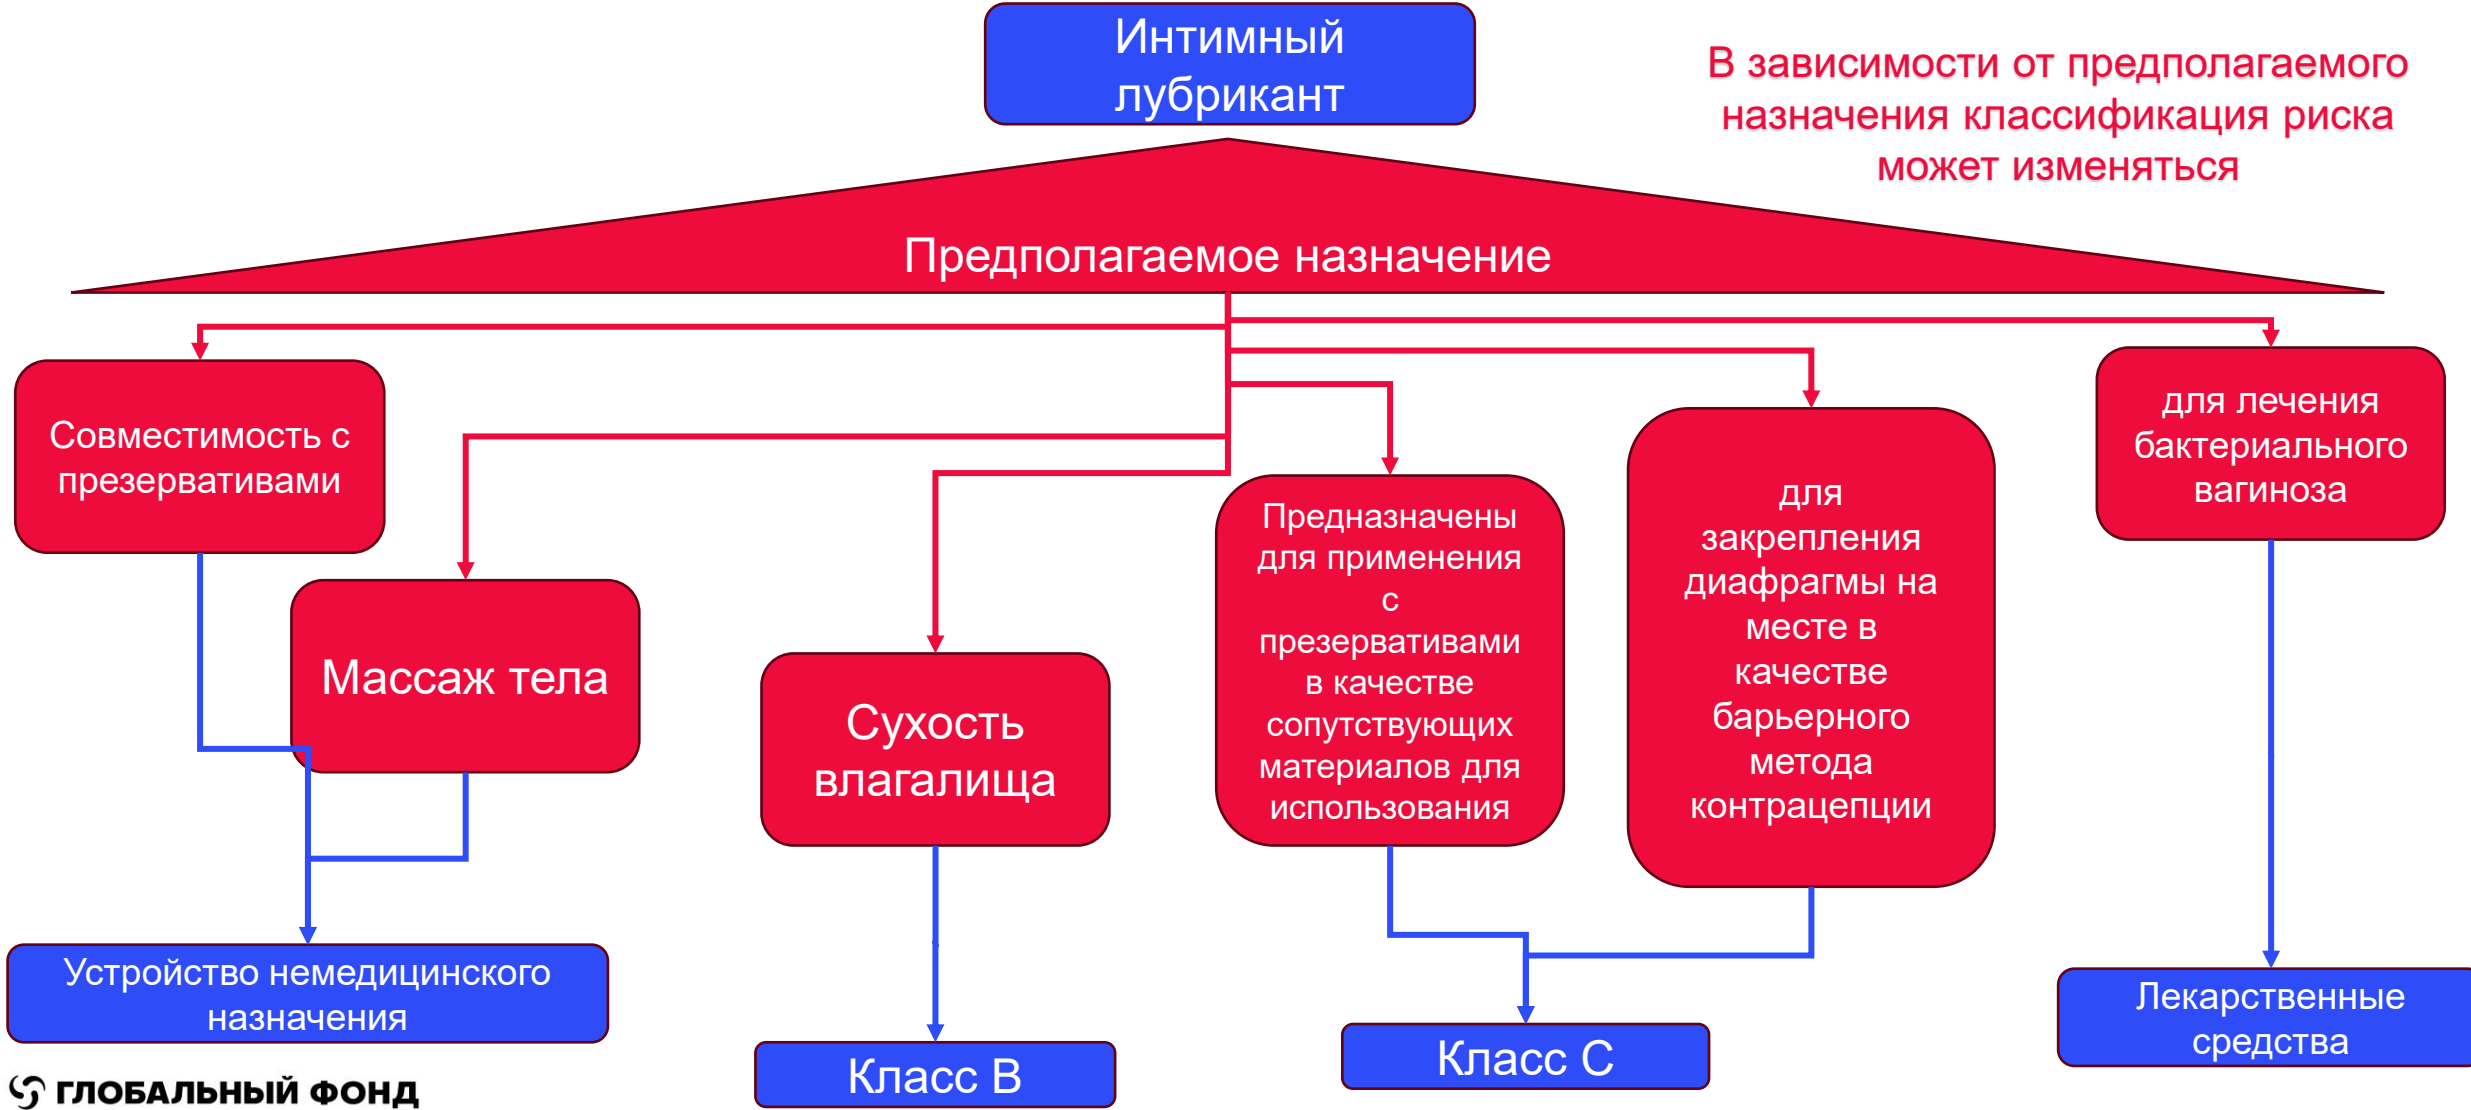 Интимный
лубрикант
В зависимости от предполагаемого
назначения классификация риска
может изменяться
Предполагаемое назначение
Совместимость с
презервативами
Массаж тела
Сухость
влагалища
Предназначены
для применения
с
презервативами
в качестве
сопутствующих
материалов для
использования
для
закрепления
диафрагмы на
месте в
качестве
барьерного
метода
контрацепции
для лечения
бактериального
вагиноза
Устройство немедицинского
назначения
Класс B
Класс C
Лекарственные
средства
ГЛОБАЛЬНЫЙ ФОНД